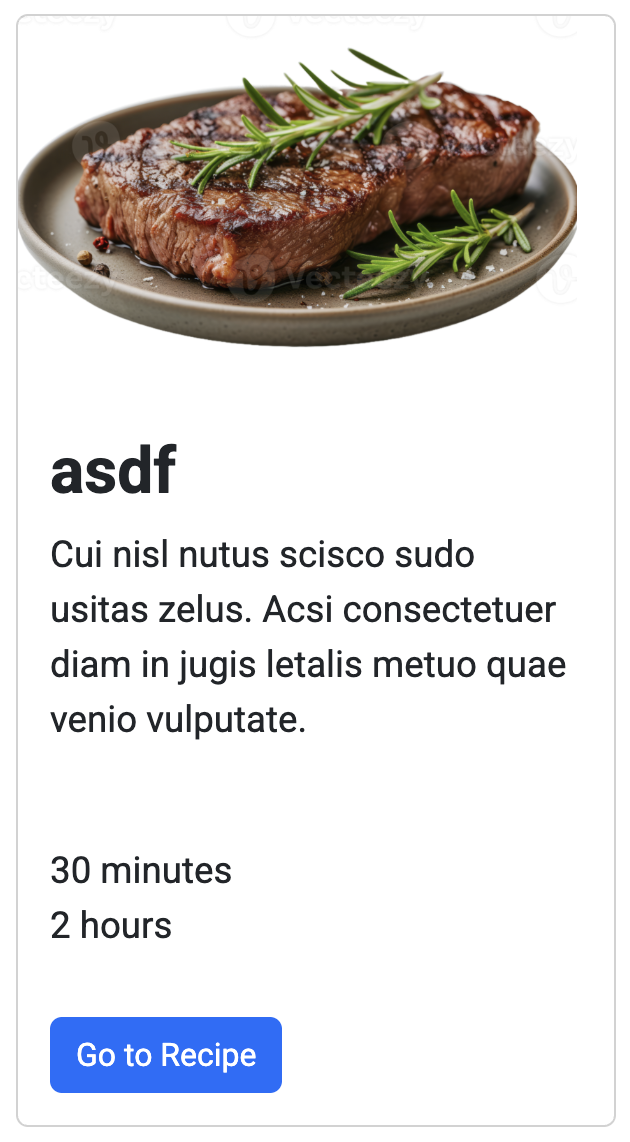 vecteezy
asdf
Cui nisl nutus scisco sudo
usitas zelus. Acsi consectetuer
diam in jugis letalis metuo quae
venio vulputate.
30 minutes
2 hours
Go to Recipe